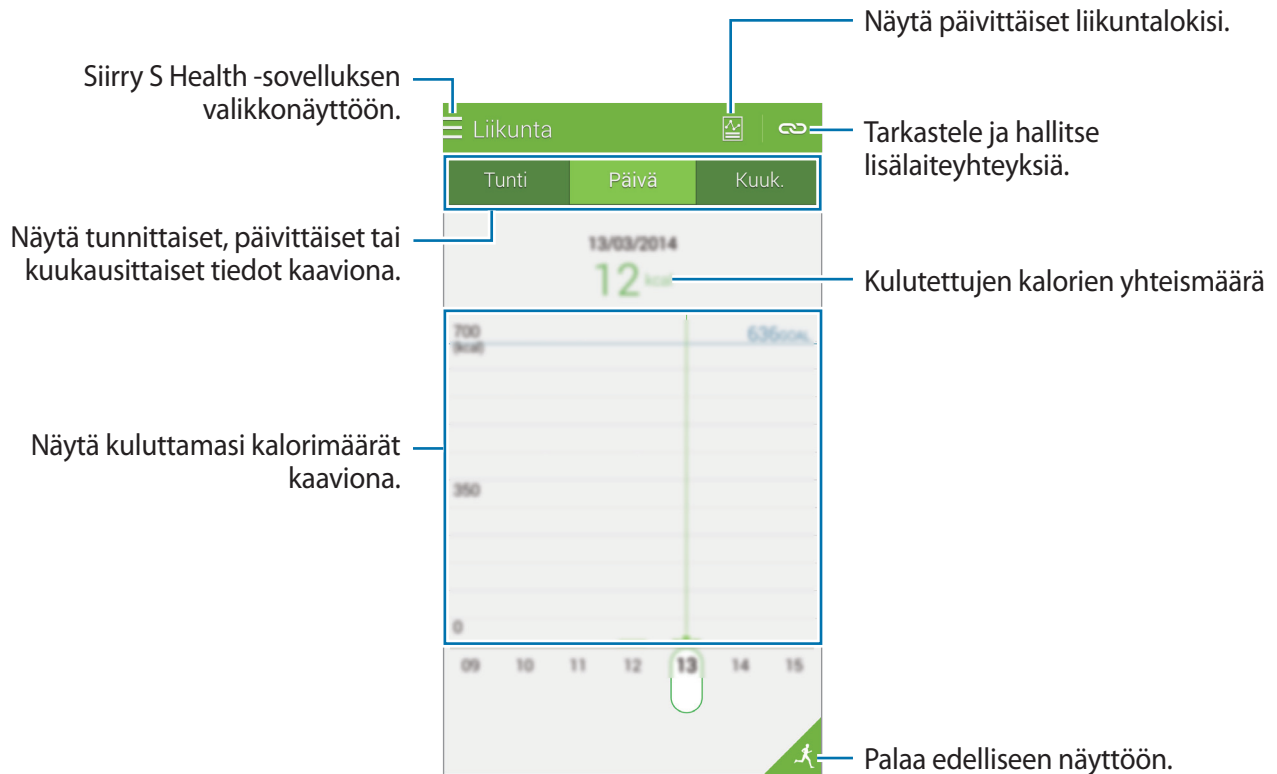 Näytä päivittäiset liikuntalokisi.
Siirry S Health -sovelluksen
valikkonäyttöön.
Liikunta
Tarkastele ja hallitse
lisälaiteyhteyksiä.
Tunti Päivä Kuuk.
Näytä tunnittaiset, päivittäiset tai
kuukausittaiset tiedot kaaviona.
13/03/2014
12 kcal
Kulutettujen kalorien yhteismäärä
700
(kcal)
636 GOAL
Näytä kuluttamasi kalorimäärät
kaaviona.
350
0
09 10 11 12 13 14 15
Palaa edelliseen näyttöön.